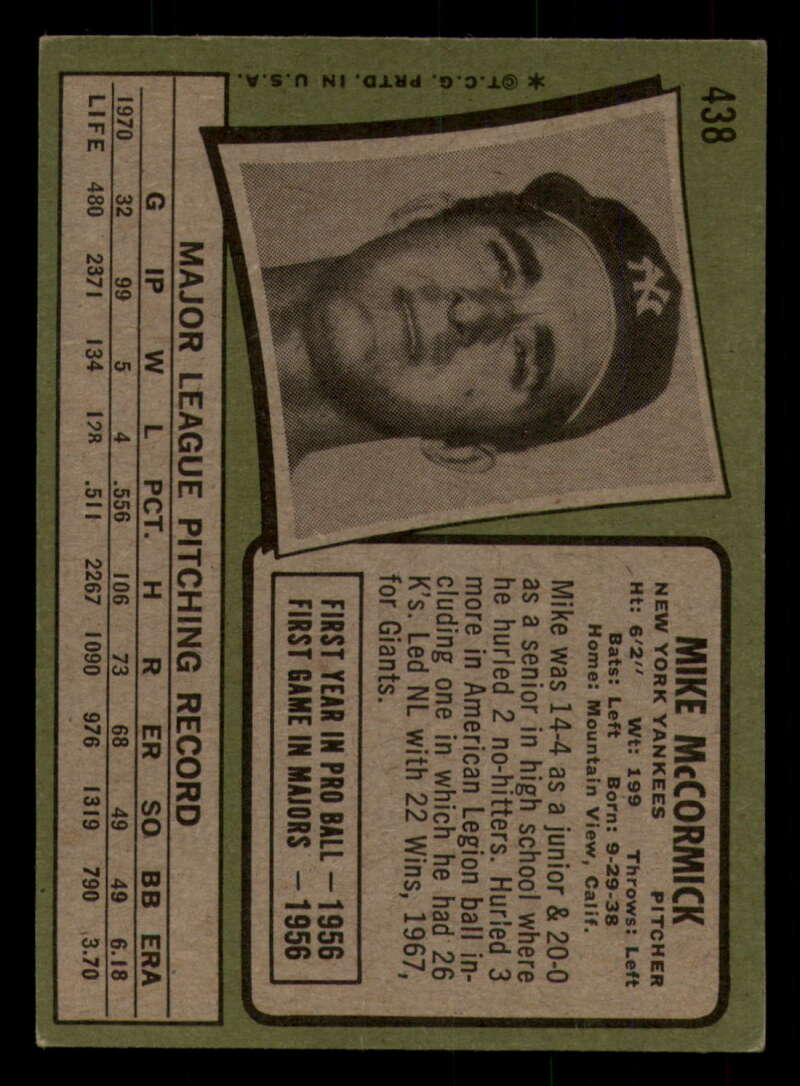 438
*©T.C.G. PRTD. IN U.S.A.
NY
MIKE McCORMICK
NEW YORK YANKEES PITCHER
Ht: 6'2" Wt: 199 Throws: Left
Bats: Left Born: 9-29-38
Home: Mountain View, Calif.
Mike was 14-4 as a junior & 20-0
as a senior in high school where
he hurled 2 no-hitters. Hurled 3
more in American Legion ball in-
cluding one in which he had 26
K's. Led NL with 22 Wins, 1967,
for Giants.
FIRST YEAR IN PRO BALL — 1956
FIRST GAME IN MAJORS — 1956
MAJOR LEAGUE PITCHING RECORD
G IP W L PCT. H R ER SO BB ERA
1970 32 99 5 4 .556 106 73 68 49 49 6.18
LIFE 480 2371 134 128 .511 2267 1090 976 1319 790 3.70